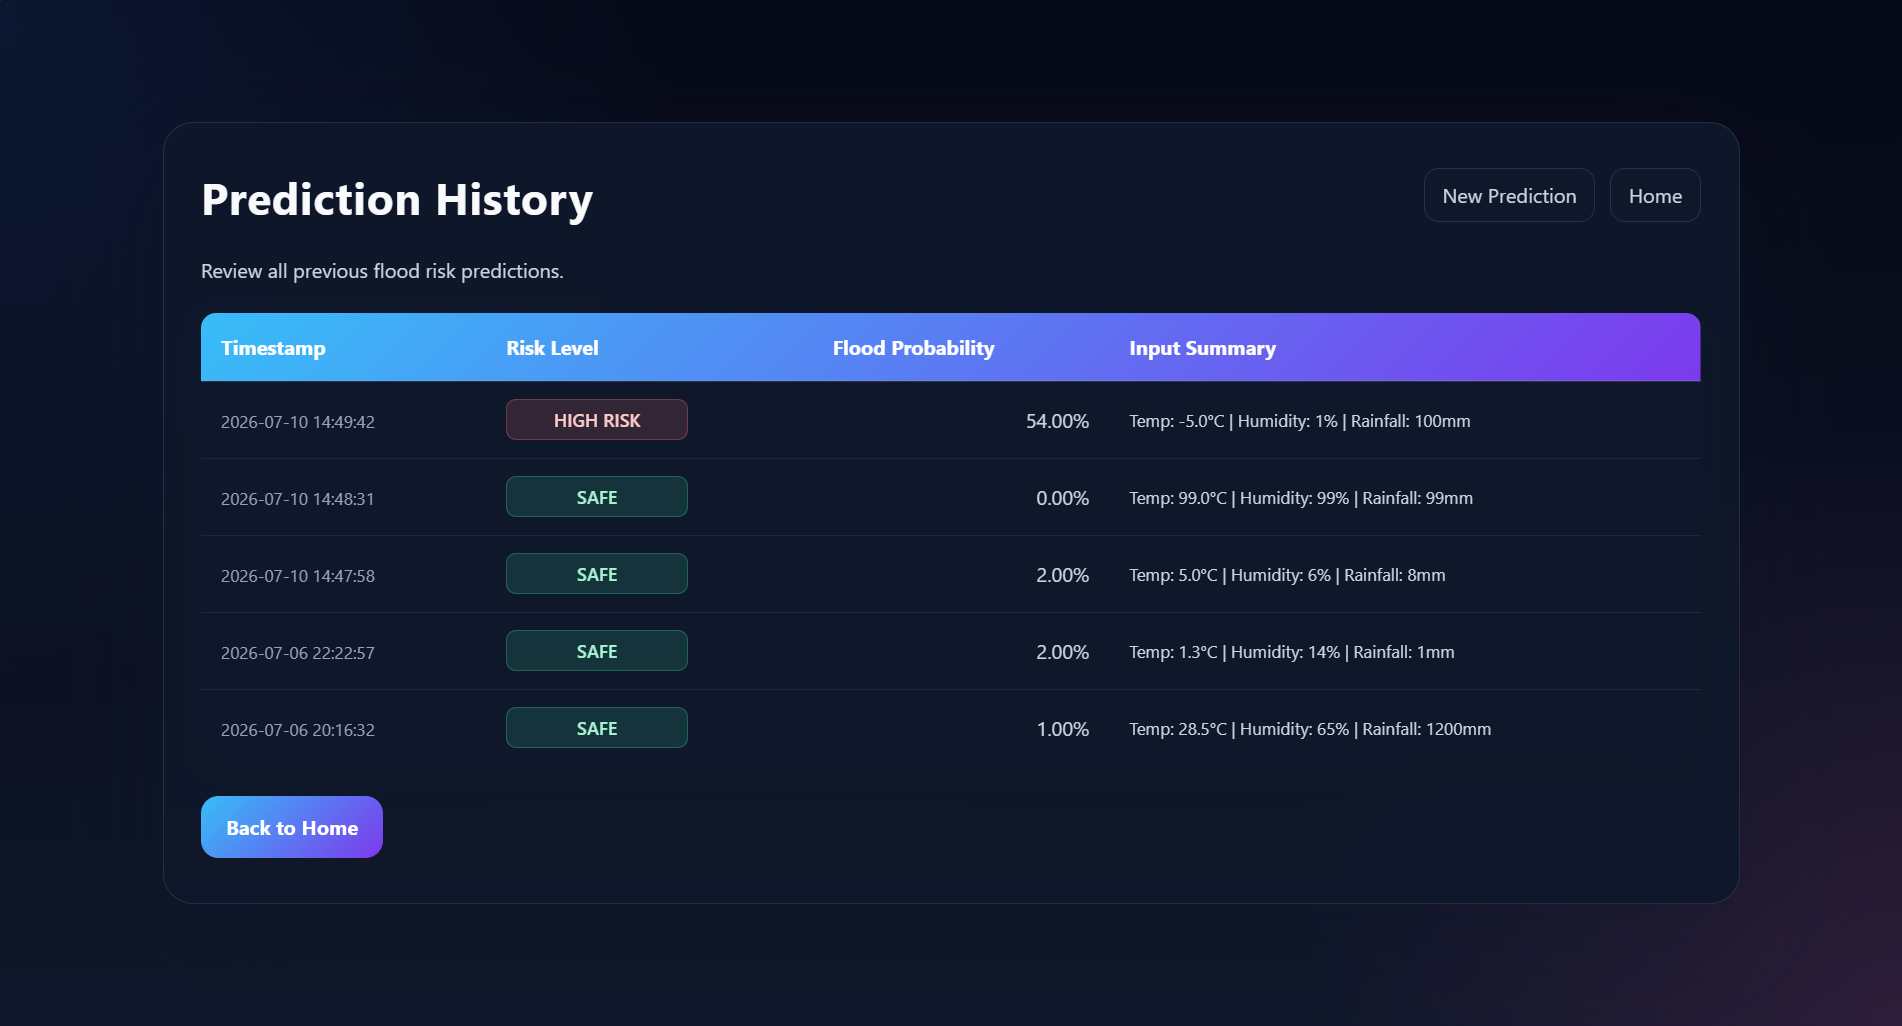 Prediction History
New Prediction
Home
Review all previous flood risk predictions.
Timestamp Risk Level Flood Probability Input Summary
2026-07-10 14:49:42 HIGH RISK 54.00% Temp: -5.0°C | Humidity: 1% | Rainfall: 100mm
2026-07-10 14:48:31 SAFE 0.00% Temp: 99.0°C | Humidity: 99% | Rainfall: 99mm
2026-07-10 14:47:58 SAFE 2.00% Temp: 5.0°C | Humidity: 6% | Rainfall: 8mm
2026-07-06 22:22:57 SAFE 2.00% Temp: 1.3°C | Humidity: 14% | Rainfall: 1mm
2026-07-06 20:16:32 SAFE 1.00% Temp: 28.5°C | Humidity: 65% | Rainfall: 1200mm
Back to Home